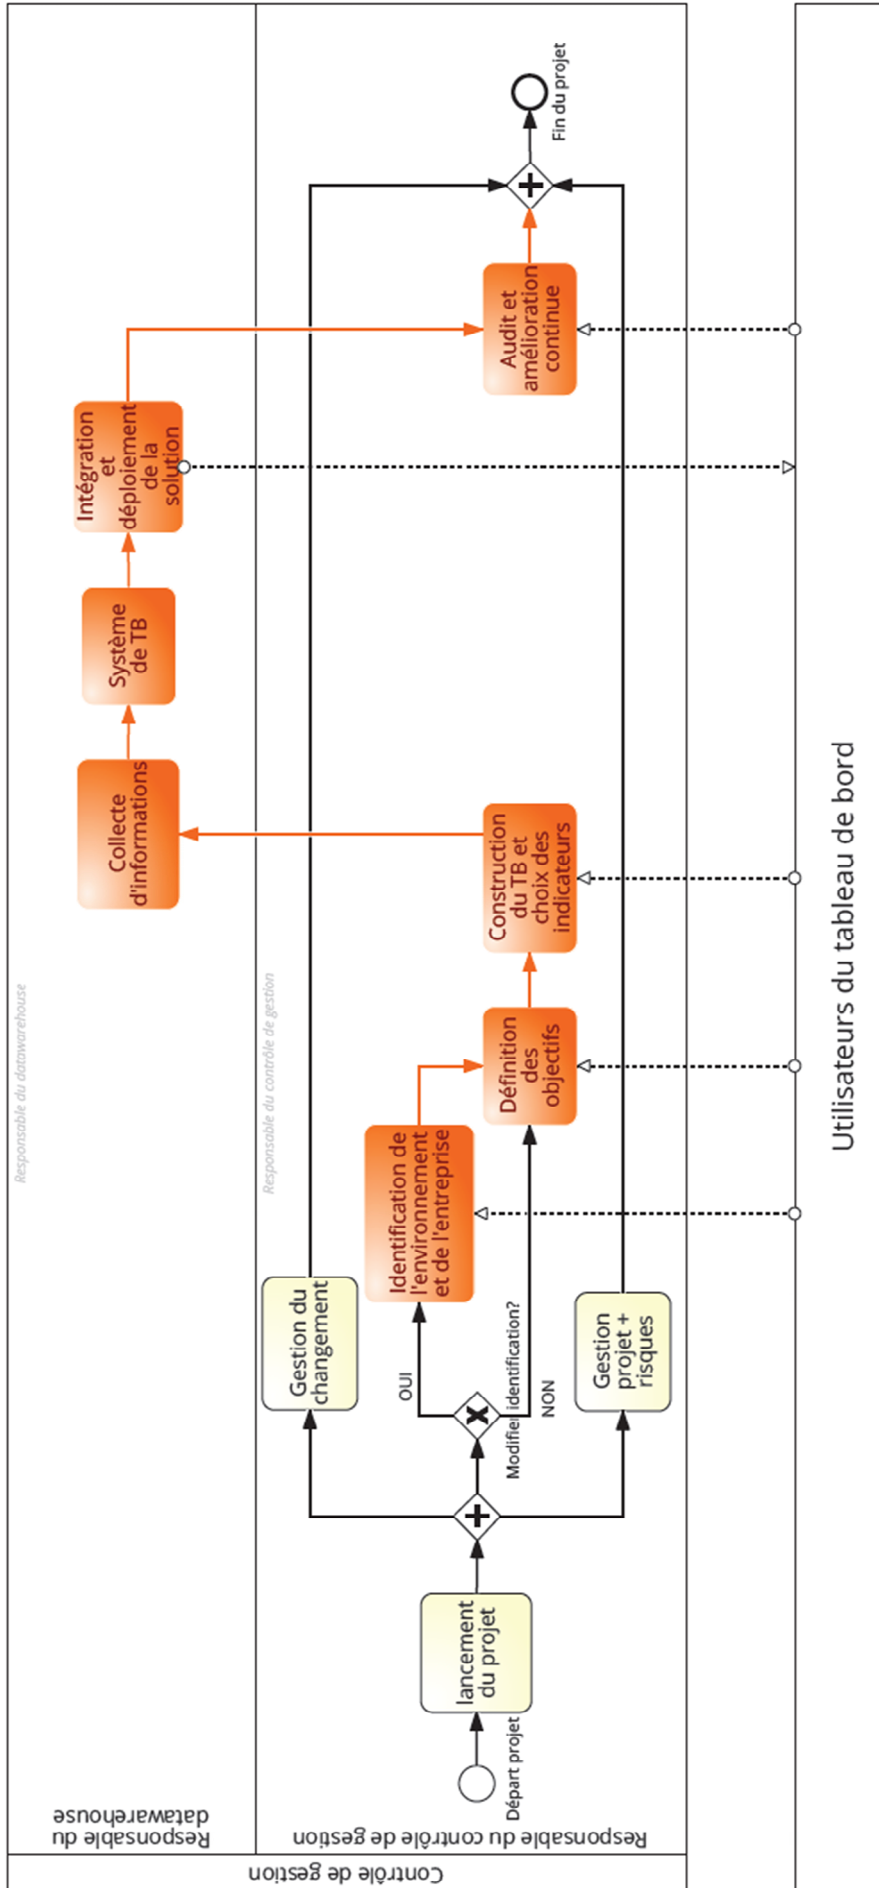 Contrôle de gestion
Responsable du
datawarehouse
Responsable du datawarehouse
Collecte
d'informations
Système
de TB
Intégration
et
déploiement
de la
solution
Responsable du contrôle de gestion
Responsable du contrôle de gestion
Départ projet
lancement
du projet
Gestion du
changement
OUI
Modifier identification?
NON
Gestion
projet +
risques
Identification de
l'environnement
et de l'entreprise
Définition
des
objectifs
Construction
du TB et
choix des
indicateurs
Audit et
amélioration
continue
Fin du projet
Utilisateurs du tableau de bord